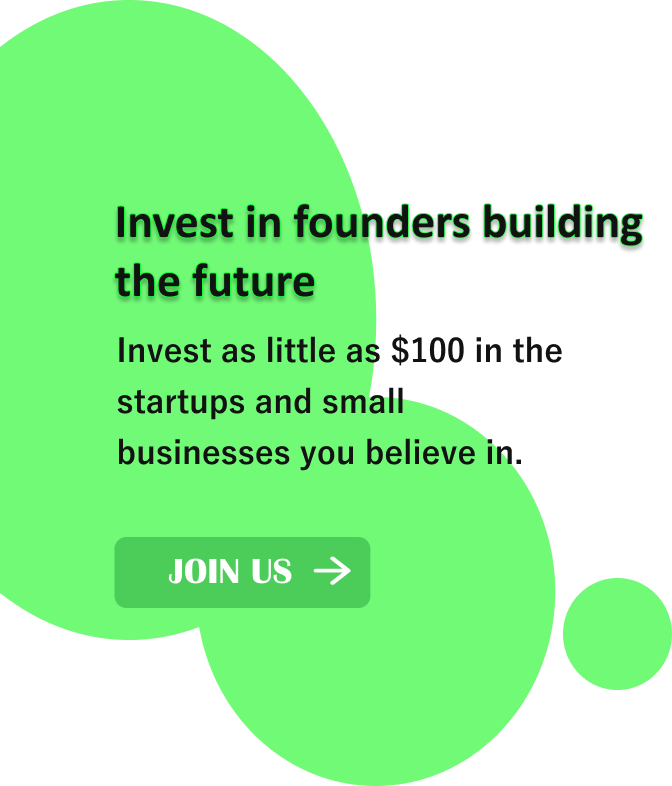 Invest in founders building
the future
Invest as little as $100 in the
startups and small
businesses you believe in.
JOIN US